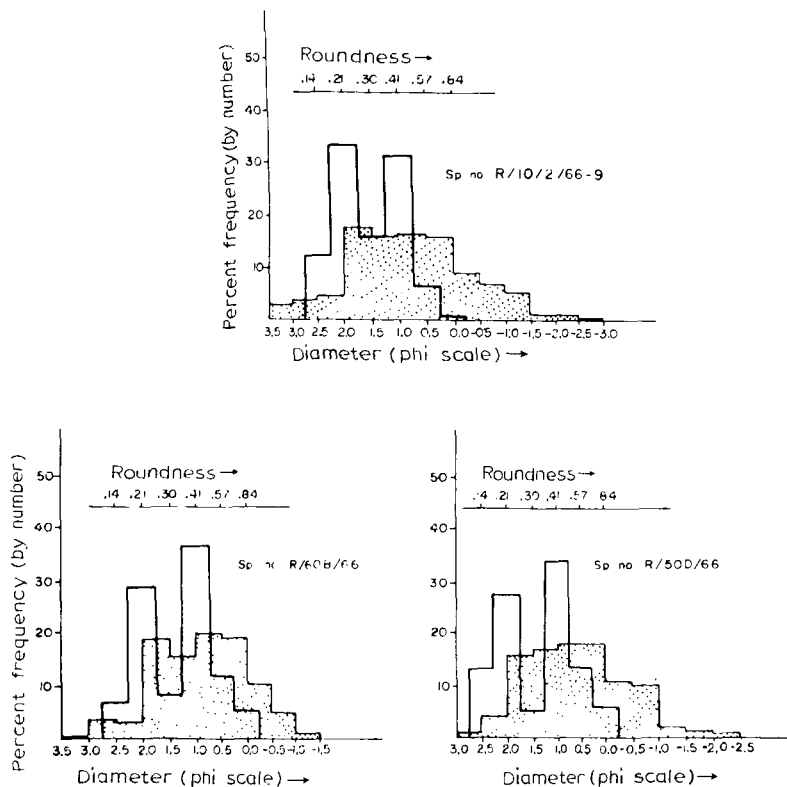 Roundness→
.14 .21 .30 .41 .57 .84
50
40
30
20
10
Percent frequency (by number)
Sp no R/10/2/66-9
3.5 3.0 2.5 2.0 1.5 1.0 0.5 0.0 -0.5 -1.0 -1.5 -2.0 -2.5 -3.0
Diameter (phi scale) →
Roundness→
.14 .21 .30 .41 .57 .84
50
40
30
20
10
Percent frequency (by number)
Sp no R/60B/66
3.5 3.0 2.5 2.0 1.5 1.0 0.5 0.0 -0.5 -1.0 -1.5
Diameter (phi scale) →
Roundness→
.14 .21 .30 .41 .57 .84
50
40
30
20
10
Sp no R/50D/66
3.0 2.5 2.0 1.5 1.0 0.5 0.0 -0.5 -1.0 -1.5 -2.0 -2.5
Diameter (phi scale) →